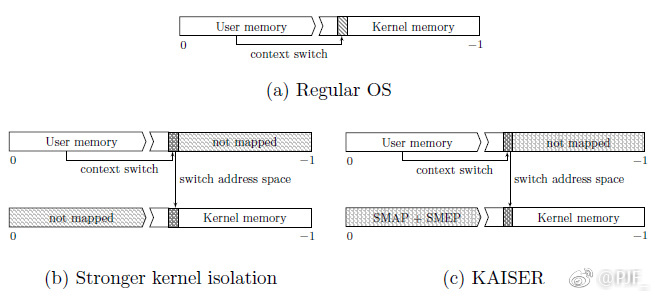 User memory Kernel memory
0 context switch −1
(a) Regular OS
User memory not mapped
0 context switch −1
switch address space
not mapped Kernel memory
0 −1
(b) Stronger kernel isolation
User memory not mapped
0 context switch −1
switch address space
SMAP + SMEP Kernel memory
0 −1
(c) KAISER
@PJF_